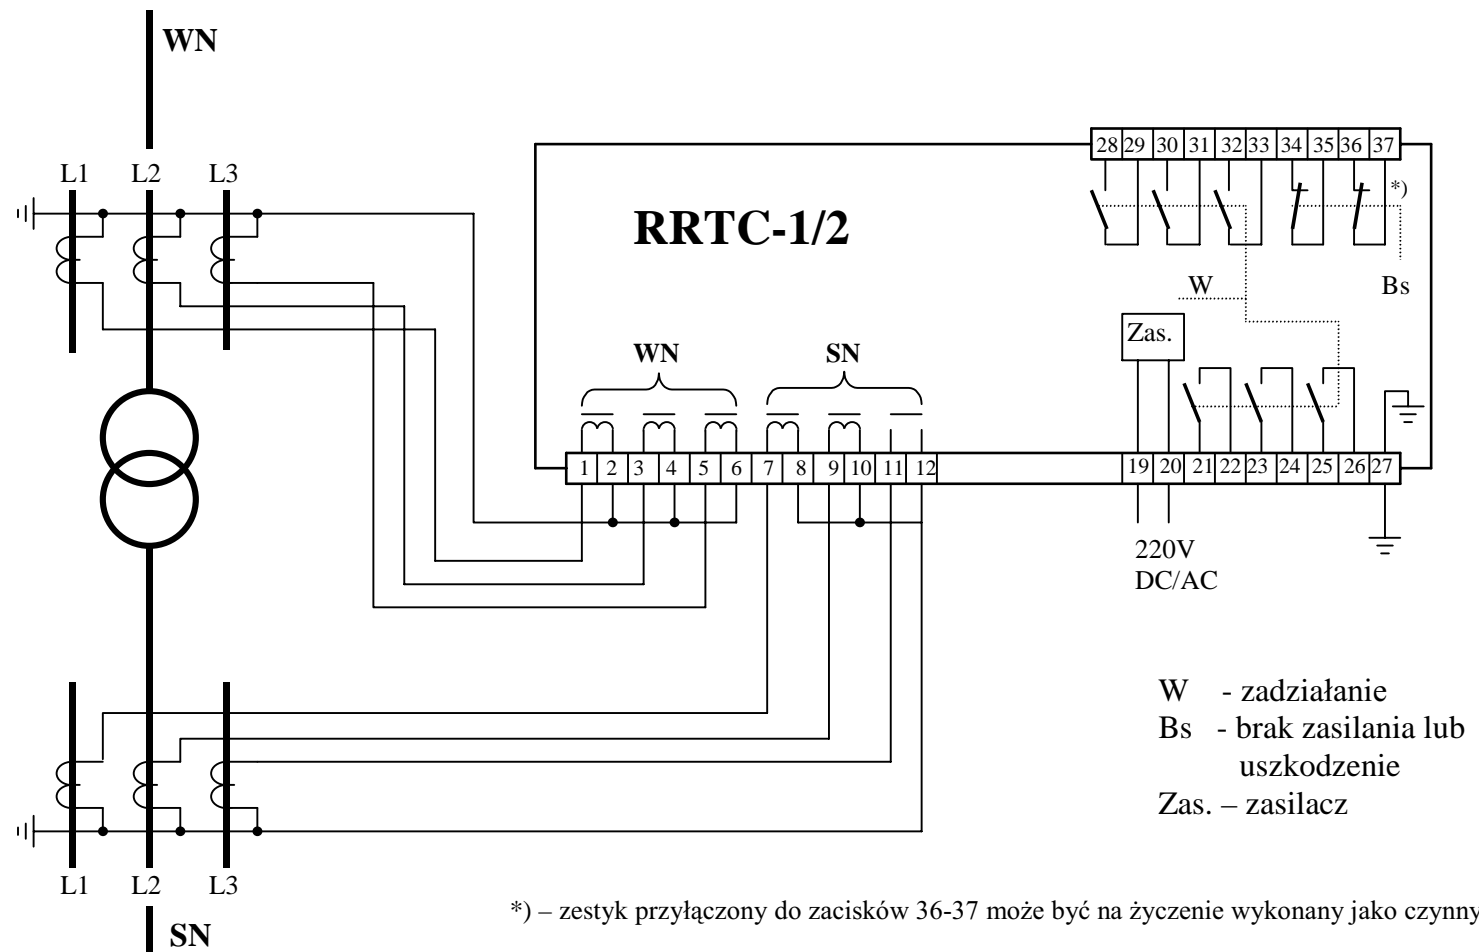 WN
L1 L2 L3
28 29 30 31 32 33 34 35 36 37
*)
RRTC-1/2
W
Bs
Zas.
WN SN
1 2 3 4 5 6 7 8 9 10 11 12
19 20 21 22 23 24 25 26 27
220V
DC/AC
W - zadziałanie
Bs - brak zasilania lub
uszkodzenie
Zas. – zasilacz
L1 L2 L3
*) – zestyk przyłączony do zacisków 36-37 może być na życzenie wykonany jako czynny
SN